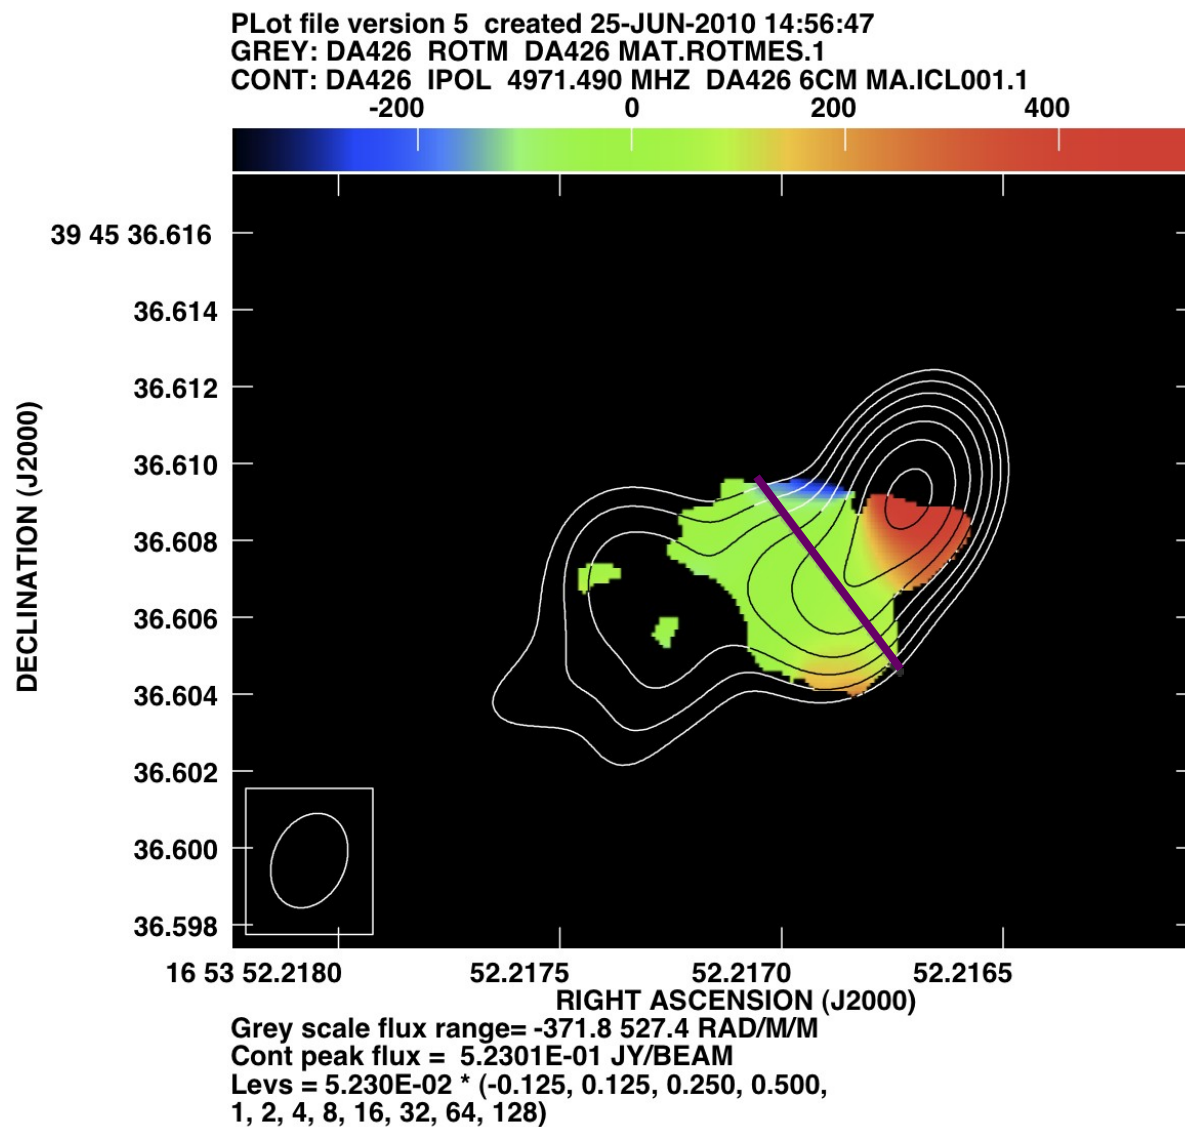 PLot file version 5  created 25-JUN-2010 14:56:47
GREY: DA426  ROTM  DA426 MAT.ROTMES.1
CONT: DA426  IPOL  4971.490 MHZ  DA426 6CM MA.ICL001.1
-200 0 200 400
39 45 36.616
36.614
36.612
36.610
36.608
36.606
36.604
36.602
36.600
36.598
DECLINATION (J2000)
16 53 52.2180 52.2175 52.2170 52.2165
RIGHT ASCENSION (J2000)
Grey scale flux range= -371.8 527.4 RAD/M/M
Cont peak flux =  5.2301E-01 JY/BEAM
Levs = 5.230E-02 * (-0.125, 0.125, 0.250, 0.500,
1, 2, 4, 8, 16, 32, 64, 128)